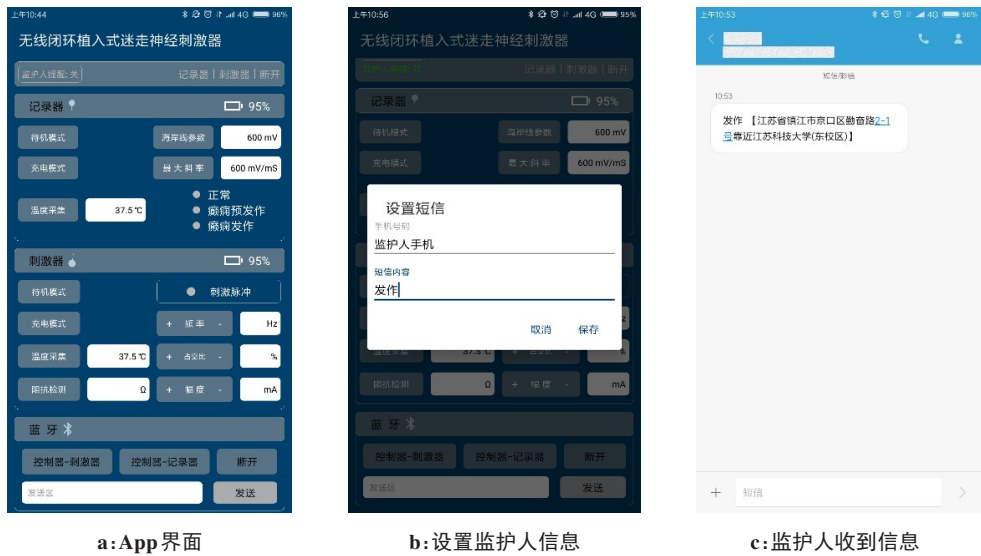 上午10:44
4G 96%
无线闭环植入式迷走神经刺激器
监护人提醒: 关
记录器 | 刺激器 | 断开
记录器
95%
待机模式
海岸线参数
600 mV
充电模式
最大斜率
600 mV/mS
温度采集
37.5 ℃
正常
癫痫预发作
癫痫发作
刺激器
95%
待机模式
刺激脉冲
充电模式
+ 频率 -
Hz
温度采集
37.5 ℃
+ 占空比 -
%
阻抗检测
Ω
+ 幅度 -
mA
蓝 牙
控制器-刺激器
控制器-记录器
断开
发送区
发送
a:App界面
上午10:56
4G 95%
无线闭环植入式迷走神经刺激器
记录器 | 刺激器 | 断开
记录器
95%
待机模式
海岸线参数
600 mV
充电模式
最大斜率
600 mV/mS
设置短信
手机号码
监护人手机
短信内容
发作
取消
保存
温度采集
37.5 ℃
+ 占空比 -
%
阻抗检测
Ω
+ 幅度 -
mA
蓝 牙
控制器-刺激器
控制器-记录器
断开
发送区
发送
b:设置监护人信息
上午10:53
4G 96%
短信/彩信
10:53
发作 【江苏省镇江市京口区勤奋路2-1
号靠近江苏科技大学(东校区)】
短信
c:监护人收到信息